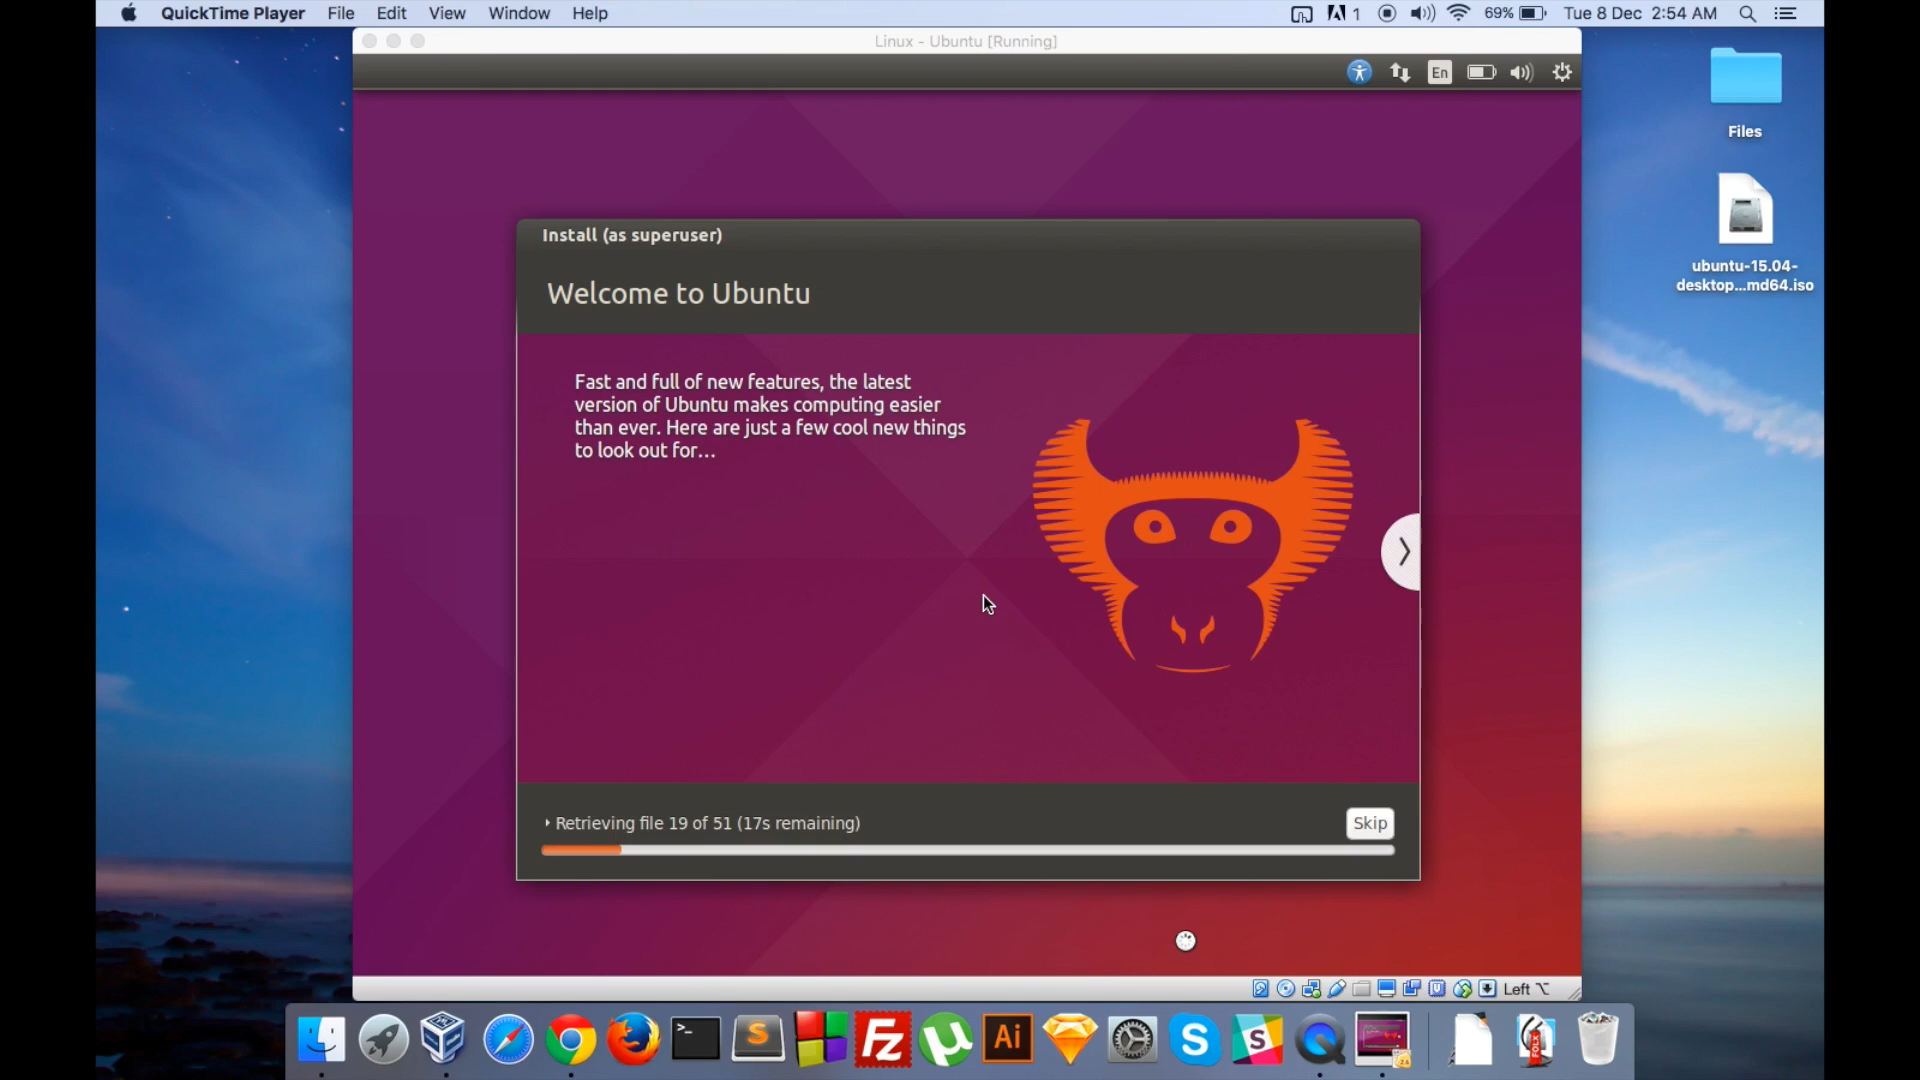 QuickTime Player File Edit View Window Help 1 69% Tue 8 Dec 2:54 AM
Linux - Ubuntu [Running]
En
Files
ubuntu-15.04-
desktop...md64.iso
Install (as superuser)
Welcome to Ubuntu
Fast and full of new features, the latest
version of Ubuntu makes computing easier
than ever. Here are just a few cool new things
to look out for...
Retrieving file 19 of 51 (17s remaining)
Skip
Left ⌥
>_ S Fz µ Ai S S FOLX